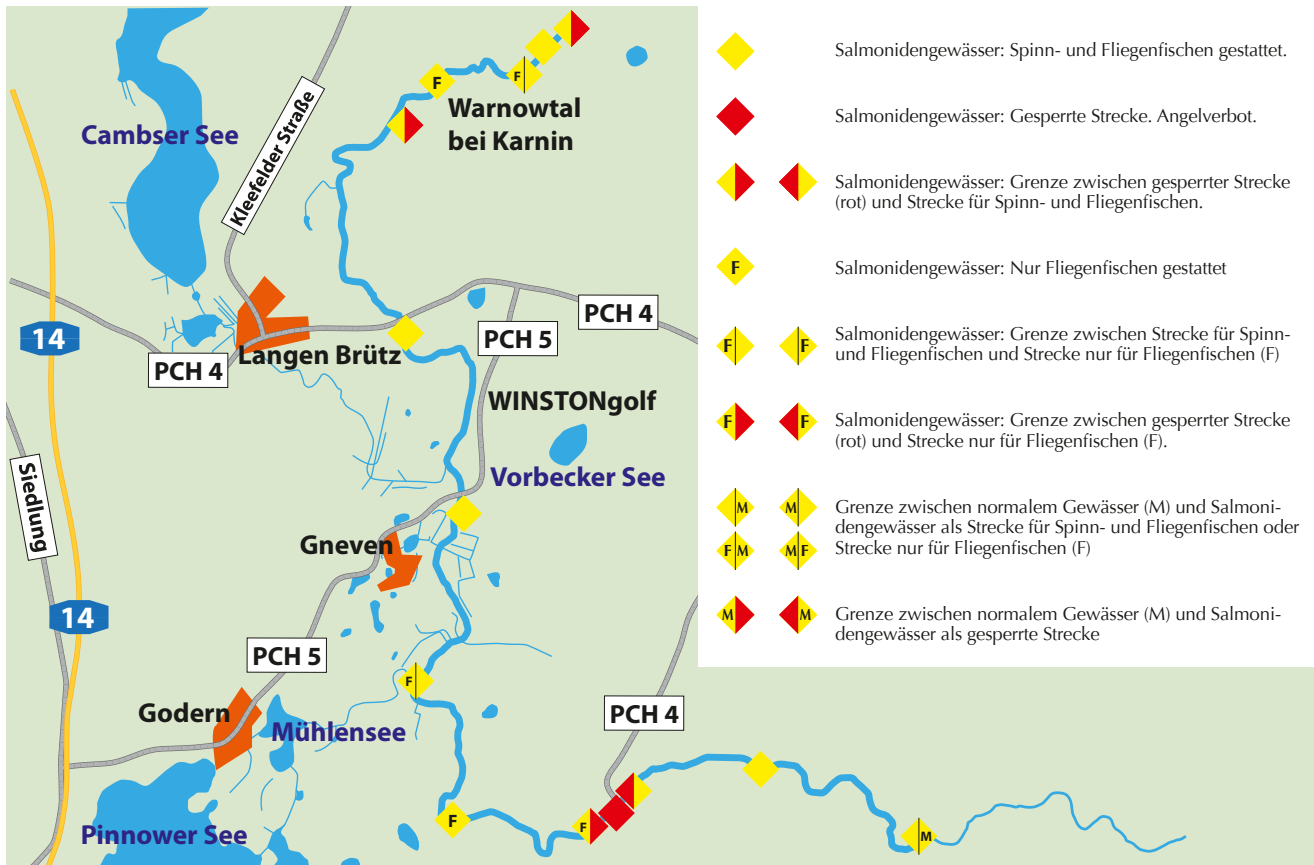 F
F
Warnowtal
bei Karnin
Cambser See
Kleefelder Straße
14
PCH 4
PCH 4
PCH 5
Langen Brütz
WINSTONgolf
Vorbecker See
Siedlung
Gneven
14
PCH 5
F
Godern
Mühlensee
PCH 4
Pinnower See
F
F
M
Salmonidengewässer: Spinn- und Fliegenfischen gestattet.
Salmonidengewässer: Gesperrte Strecke. Angelverbot.
Salmonidengewässer: Grenze zwischen gesperrter Strecke
(rot) und Strecke für Spinn- und Fliegenfischen.
F
Salmonidengewässer: Nur Fliegenfischen gestattet
F F
Salmonidengewässer: Grenze zwischen Strecke für Spinn-
und Fliegenfischen und Strecke nur für Fliegenfischen (F)
F F
Salmonidengewässer: Grenze zwischen gesperrter Strecke
(rot) und Strecke nur für Fliegenfischen (F).
M M
F M M F
Grenze zwischen normalem Gewässer (M) und Salmoni-
dengewässer als Strecke für Spinn- und Fliegenfischen oder
Strecke nur für Fliegenfischen (F)
M M
Grenze zwischen normalem Gewässer (M) und Salmoni-
dengewässer als gesperrte Strecke